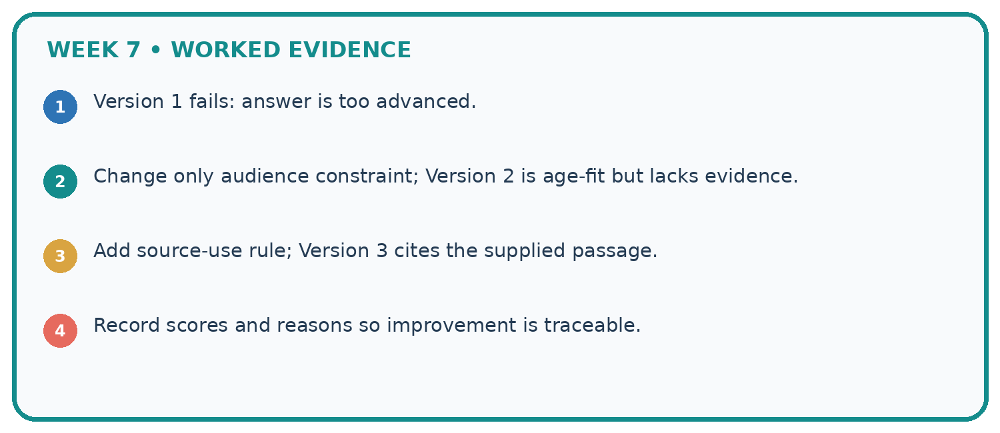 WEEK 7 • WORKED EVIDENCE
1 Version 1 fails: answer is too advanced.
2 Change only audience constraint; Version 2 is age-fit but lacks evidence.
3 Add source-use rule; Version 3 cites the supplied passage.
4 Record scores and reasons so improvement is traceable.